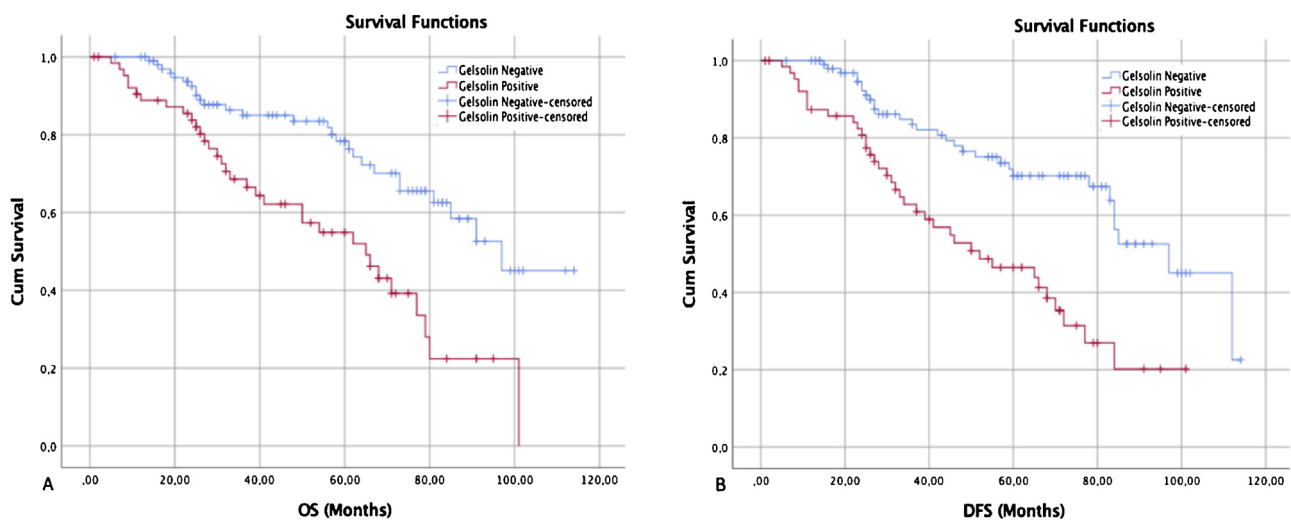 Survival Functions
Gelsolin Negative
Gelsolin Positive
Gelsolin Negative-censored
Gelsolin Positive-censored
1,0
0,8
0,6
0,4
0,2
0,0
Cum Survival
,00 20,00 40,00 60,00 80,00 100,00 120,00
A
OS (Months)
Survival Functions
Gelsolin Negative
Gelsolin Positive
Gelsolin Negative-censored
Gelsolin Positive-censored
1,0
0,8
0,6
0,4
0,2
0,0
Cum Survival
,00 20,00 40,00 60,00 80,00 100,00 120,00
B
DFS (Months)